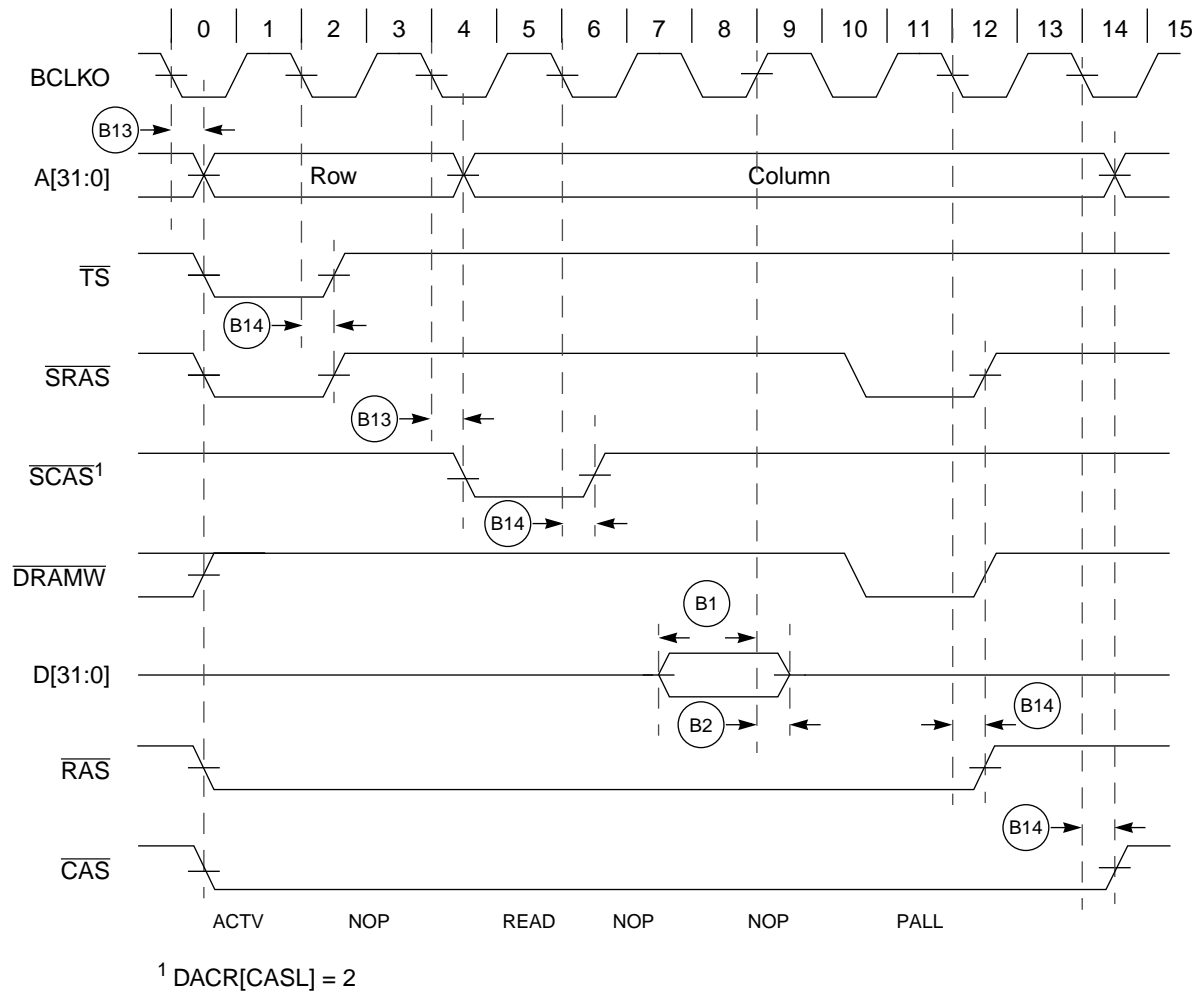 0 1 2 3 4 5 6 7 8 9 10 11 12 13 14 15
BCLKO
B13
A[31:0] Row Column
TS
B14
SRAS
B13
SCAS1
B14
DRAMW
B1
D[31:0]
B2 B14
RAS
B14
CAS
ACTV NOP READ NOP NOP PALL
1 DACR[CASL] = 2